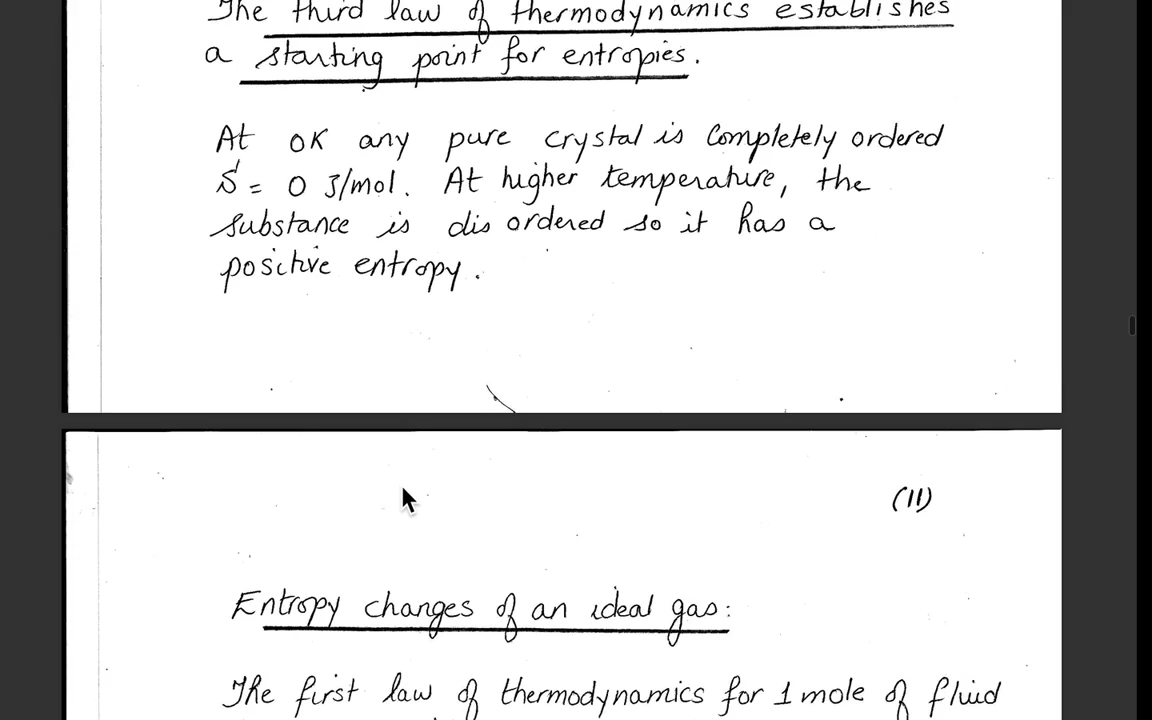 The third law of thermodynamics establishes
a starting point for entropies.
At 0K any pure crystal is completely ordered
S = 0 J/mol. At higher temperature, the
substance is dis ordered so it has a
positive entropy.
(11)
Entropy changes of an ideal gas:
The first law of thermodynamics for 1 mole of fluid